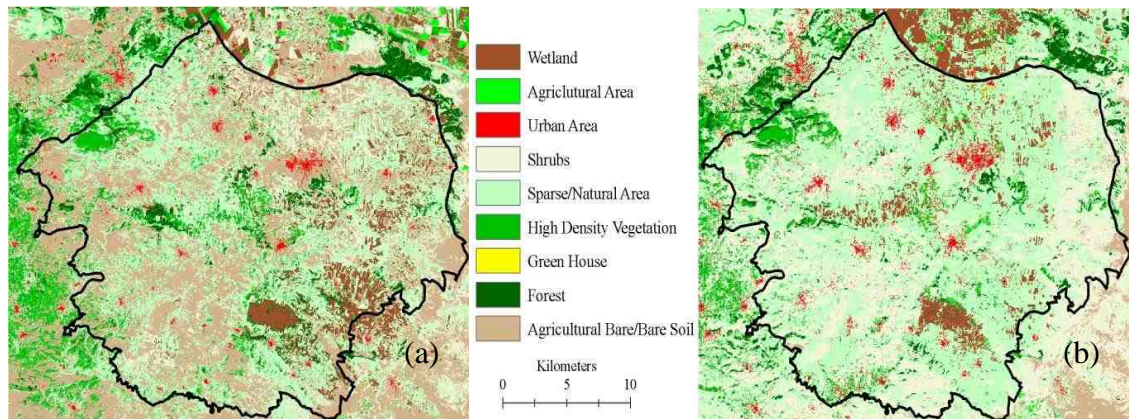 Wetland
Agriclutural Area
Urban Area
Shrubs
Sparse/Natural Area
High Density Vegetation
Green House
Forest
Agricultural Bare/Bare Soil
Kilometers
0 5 10
(a)
(b)